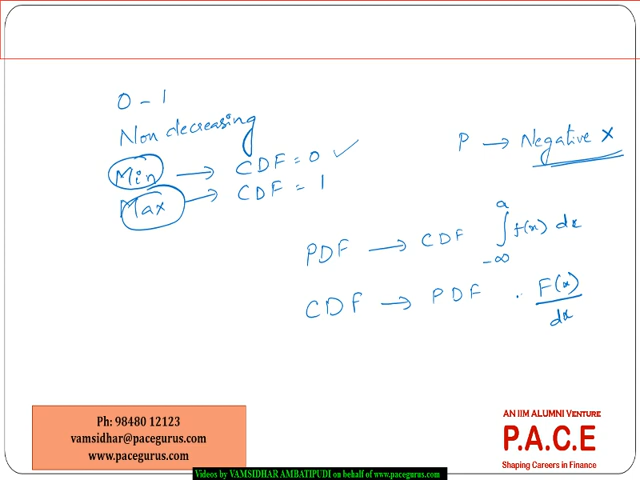 0 - 1
Non decreasing
Min → CDF = 0 ✓
Max → CDF = 1
P → Negative ×
PDF → CDF ∫_{-∞}^{a} f(x) dx
CDF → PDF . F(x)/dx
Ph: 98480 12123
vamsidhar@pacegurus.com
www.pacegurus.com
AN IIM ALUMNI VENTURE
P.A.C.E
Shaping Careers in Finance
Videos by VAMSIDHAR AMBATIPUDI on behalf of www.pacegurus.com